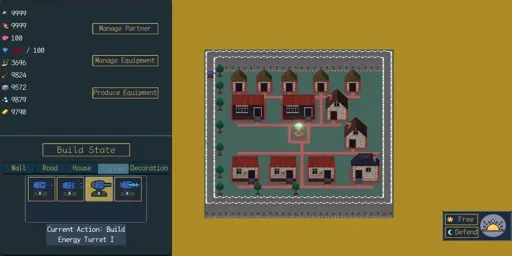 9999
9999
100
/ 100
3696
9824
9572
9879
9790
Manage Partner
Manage Equipment
Produce Equipment
Build State
Wall Road House Decoration
Current Action: Build
Energy Turret I
Free
Defend